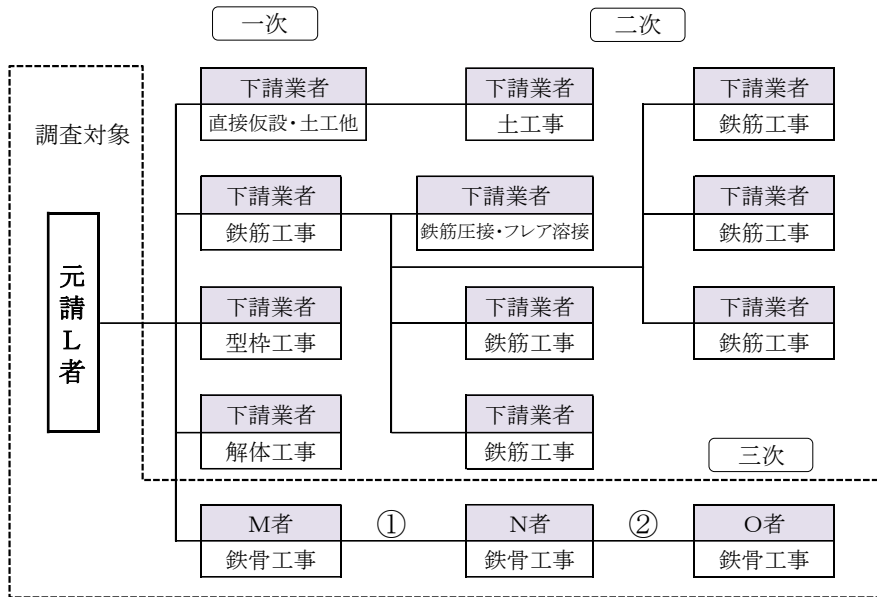 一次
二次
調査対象
下請業者
直接仮設・土工他
下請業者
土工事
下請業者
鉄筋工事
下請業者
鉄筋工事
下請業者
鉄筋圧接・フレア溶接
下請業者
鉄筋工事
元請L者
下請業者
型枠工事
下請業者
鉄筋工事
下請業者
鉄筋工事
下請業者
解体工事
下請業者
鉄筋工事
三次
M者
鉄骨工事
①
N者
鉄骨工事
②
O者
鉄骨工事